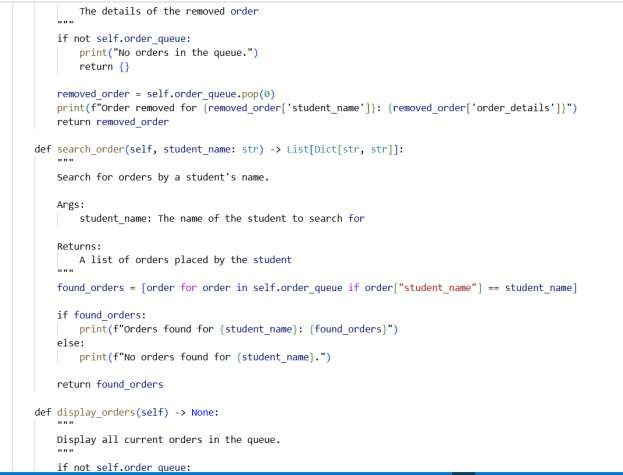 The details of the removed order
"""
if not self.order_queue:
print("No orders in the queue.")
return {}
removed_order = self.order_queue.pop(0)
print(f"Order removed for {removed_order['student_name']}: {removed_order['order_details']}")
return removed_order
def search_order(self, student_name: str) -> List[Dict[str, str]]:
"""
Search for orders by a student's name.
Args:
student_name: The name of the student to search for
Returns:
A list of orders placed by the student
"""
found_orders = [order for order in self.order_queue if order["student_name"] == student_name]
if found_orders:
print(f"Orders found for {student_name}: {found_orders}")
else:
print(f"No orders found for {student_name}.")
return found_orders
def display_orders(self) -> None:
"""
Display all current orders in the queue.
"""
if not self.order_queue: